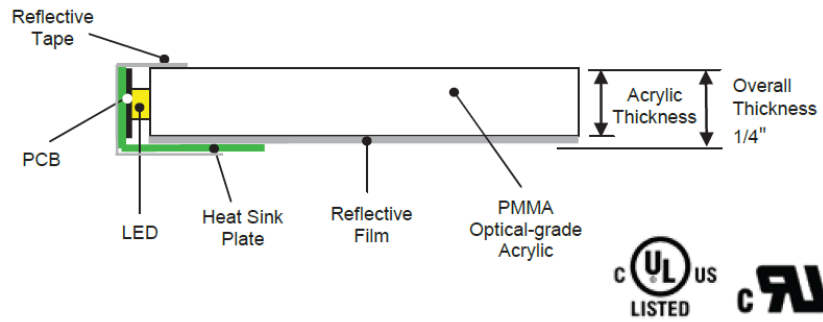 Reflective
Tape
PCB
LED
Heat Sink
Plate
Reflective
Film
PMMA
Optical-grade
Acrylic
Acrylic
Thickness
Overall
Thickness
1/4"
C UL US
LISTED
C RU